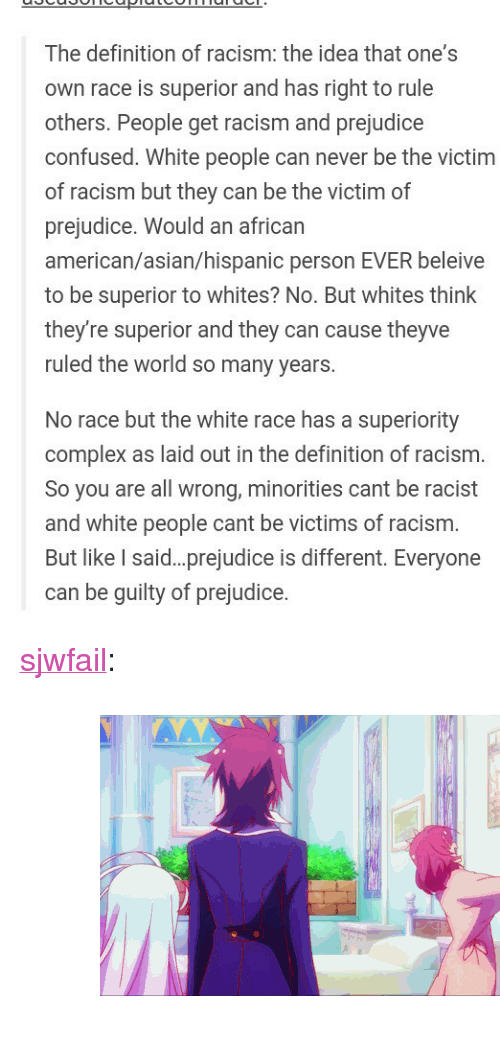 aseasonedplateofmurder:
The definition of racism: the idea that one's
own race is superior and has right to rule
others. People get racism and prejudice
confused. White people can never be the victim
of racism but they can be the victim of
prejudice. Would an african
american/asian/hispanic person EVER beleive
to be superior to whites? No. But whites think
they're superior and they can cause theyve
ruled the world so many years.
No race but the white race has a superiority
complex as laid out in the definition of racism.
So you are all wrong, minorities cant be racist
and white people cant be victims of racism.
But like I said...prejudice is different. Everyone
can be guilty of prejudice.
sjwfail: